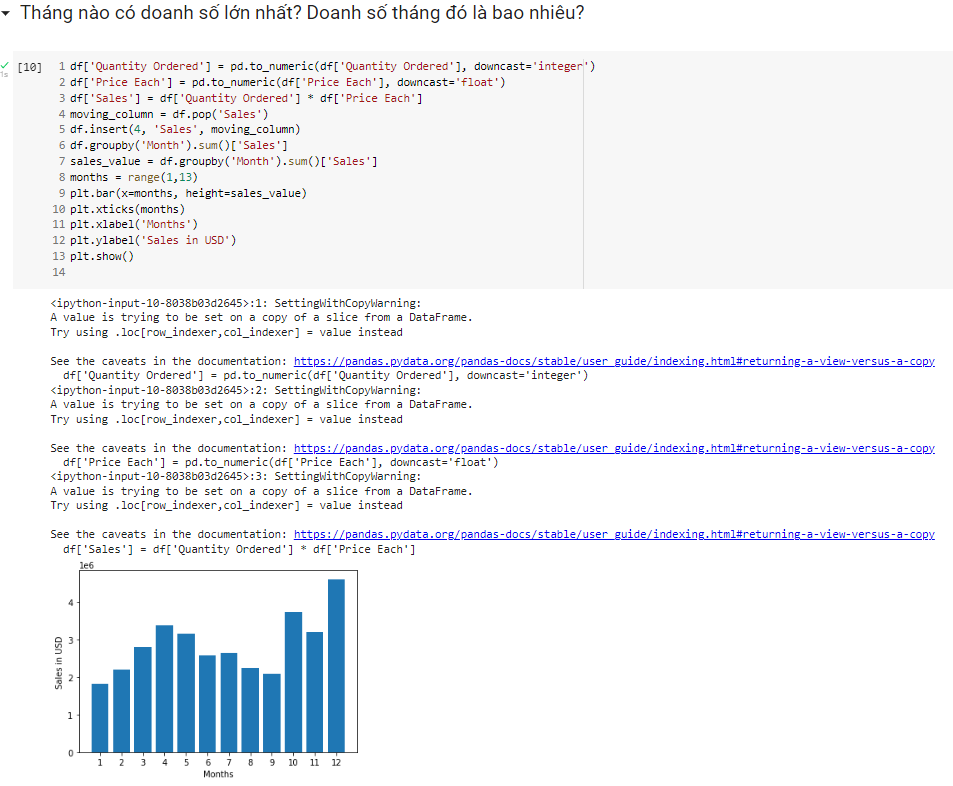 Tháng nào có doanh số lớn nhất? Doanh số tháng đó là bao nhiêu?
1s
[10]
1 df['Quantity Ordered'] = pd.to_numeric(df['Quantity Ordered'], downcast='integer')
2 df['Price Each'] = pd.to_numeric(df['Price Each'], downcast='float')
3 df['Sales'] = df['Quantity Ordered'] * df['Price Each']
4 moving_column = df.pop('Sales')
5 df.insert(4, 'Sales', moving_column)
6 df.groupby('Month').sum()['Sales']
7 sales_value = df.groupby('Month').sum()['Sales']
8 months = range(1,13)
9 plt.bar(x=months, height=sales_value)
10 plt.xticks(months)
11 plt.xlabel('Months')
12 plt.ylabel('Sales in USD')
13 plt.show()
14
<ipython-input-10-8038b03d2645>:1: SettingWithCopyWarning:
A value is trying to be set on a copy of a slice from a DataFrame.
Try using .loc[row_indexer,col_indexer] = value instead
See the caveats in the documentation: https://pandas.pydata.org/pandas-docs/stable/user_guide/indexing.html#returning-a-view-versus-a-copy
df['Quantity Ordered'] = pd.to_numeric(df['Quantity Ordered'], downcast='integer')
<ipython-input-10-8038b03d2645>:2: SettingWithCopyWarning:
A value is trying to be set on a copy of a slice from a DataFrame.
Try using .loc[row_indexer,col_indexer] = value instead
See the caveats in the documentation: https://pandas.pydata.org/pandas-docs/stable/user_guide/indexing.html#returning-a-view-versus-a-copy
df['Price Each'] = pd.to_numeric(df['Price Each'], downcast='float')
<ipython-input-10-8038b03d2645>:3: SettingWithCopyWarning:
A value is trying to be set on a copy of a slice from a DataFrame.
Try using .loc[row_indexer,col_indexer] = value instead
See the caveats in the documentation: https://pandas.pydata.org/pandas-docs/stable/user_guide/indexing.html#returning-a-view-versus-a-copy
df['Sales'] = df['Quantity Ordered'] * df['Price Each']
1e6
4
3
2
1
0
Sales in USD
1 2 3 4 5 6 7 8 9 10 11 12
Months